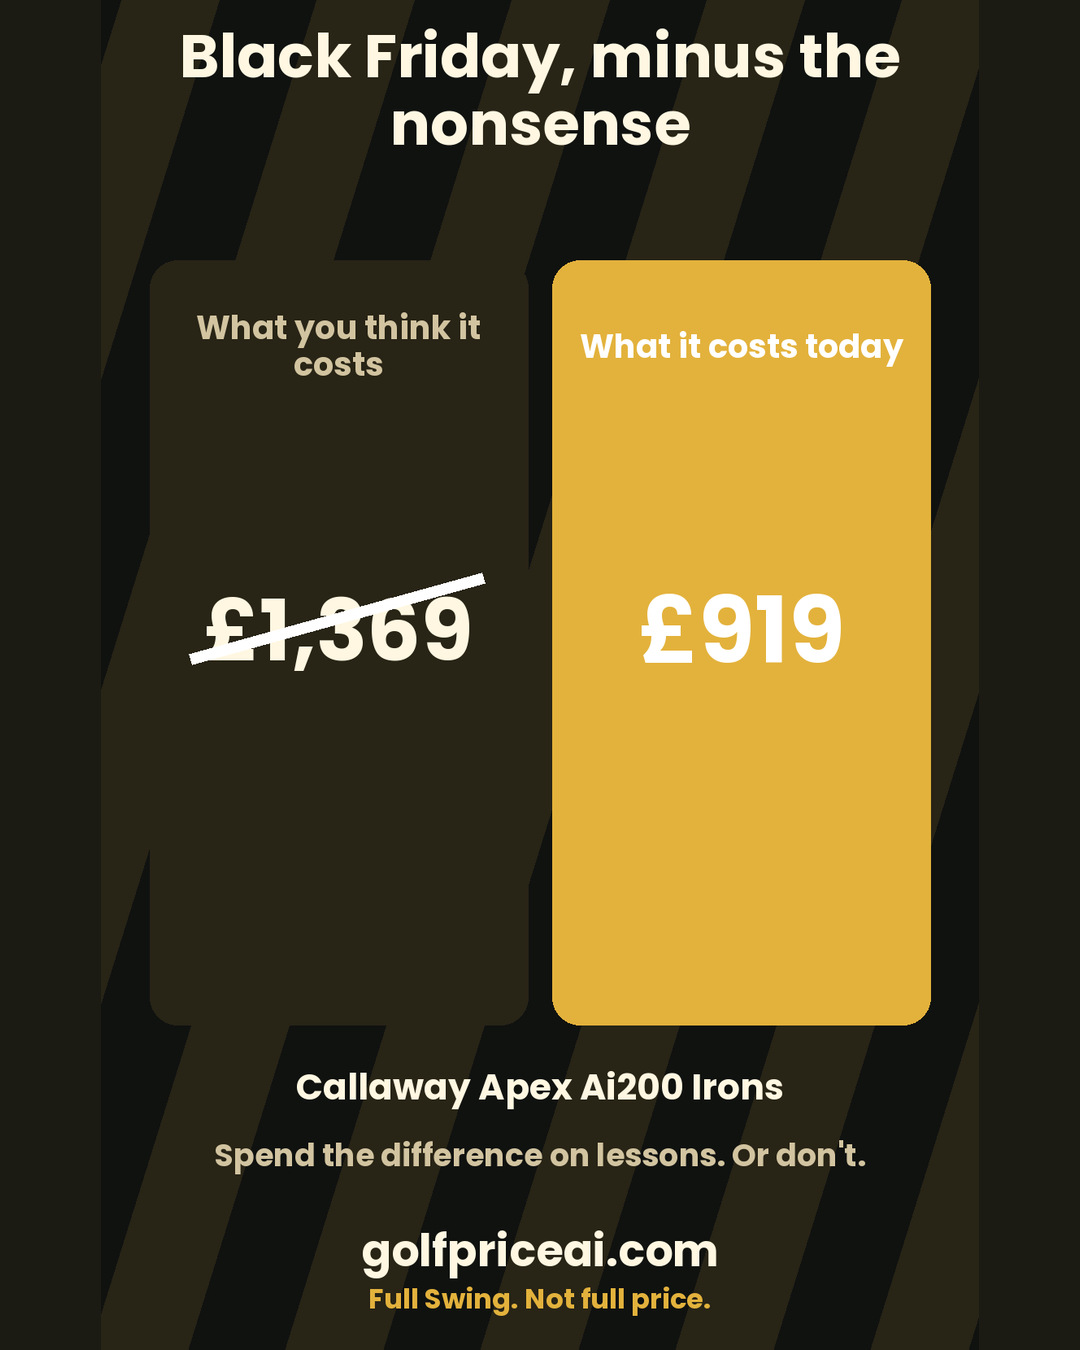 Black Friday, minus the
nonsense
What you think it
costs
What it costs today
£1,369
£919
Callaway Apex Ai200 Irons
Spend the difference on lessons. Or don't.
golfpriceai.com
Full Swing. Not full price.